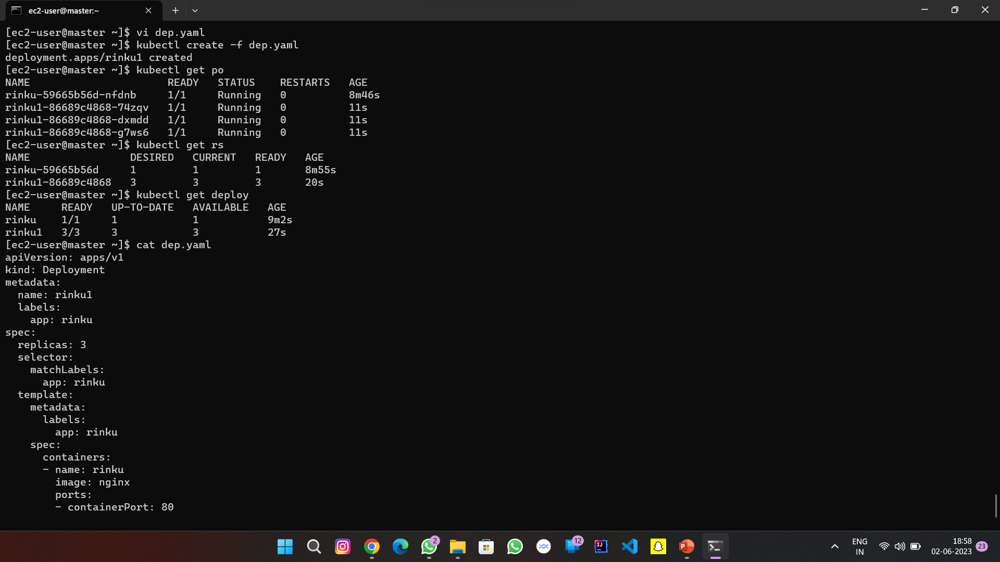 ec2-user@master:~
[ec2-user@master ~]$ vi dep.yaml
[ec2-user@master ~]$ kubectl create -f dep.yaml
deployment.apps/rinku1 created
[ec2-user@master ~]$ kubectl get po
NAME                      READY   STATUS    RESTARTS   AGE
rinku-59665b56d-nfdnb     1/1     Running   0          8m46s
rinku1-86689c4868-74zqv   1/1     Running   0          11s
rinku1-86689c4868-dxmdd   1/1     Running   0          11s
rinku1-86689c4868-g7ws6   1/1     Running   0          11s
[ec2-user@master ~]$ kubectl get rs
NAME                DESIRED   CURRENT   READY   AGE
rinku-59665b56d     1         1         1       8m55s
rinku1-86689c4868   3         3         3       20s
[ec2-user@master ~]$ kubectl get deploy
NAME     READY   UP-TO-DATE   AVAILABLE   AGE
rinku    1/1     1            1           9m2s
rinku1   3/3     3            3           27s
[ec2-user@master ~]$ cat dep.yaml
apiVersion: apps/v1
kind: Deployment
metadata:
  name: rinku1
  labels:
    app: rinku
spec:
  replicas: 3
  selector:
    matchLabels:
      app: rinku
  template:
    metadata:
      labels:
        app: rinku
    spec:
      containers:
      - name: rinku
        image: nginx
        ports:
        - containerPort: 80
2
12
IJ
P
ENG
IN
18:58
02-06-2023
23